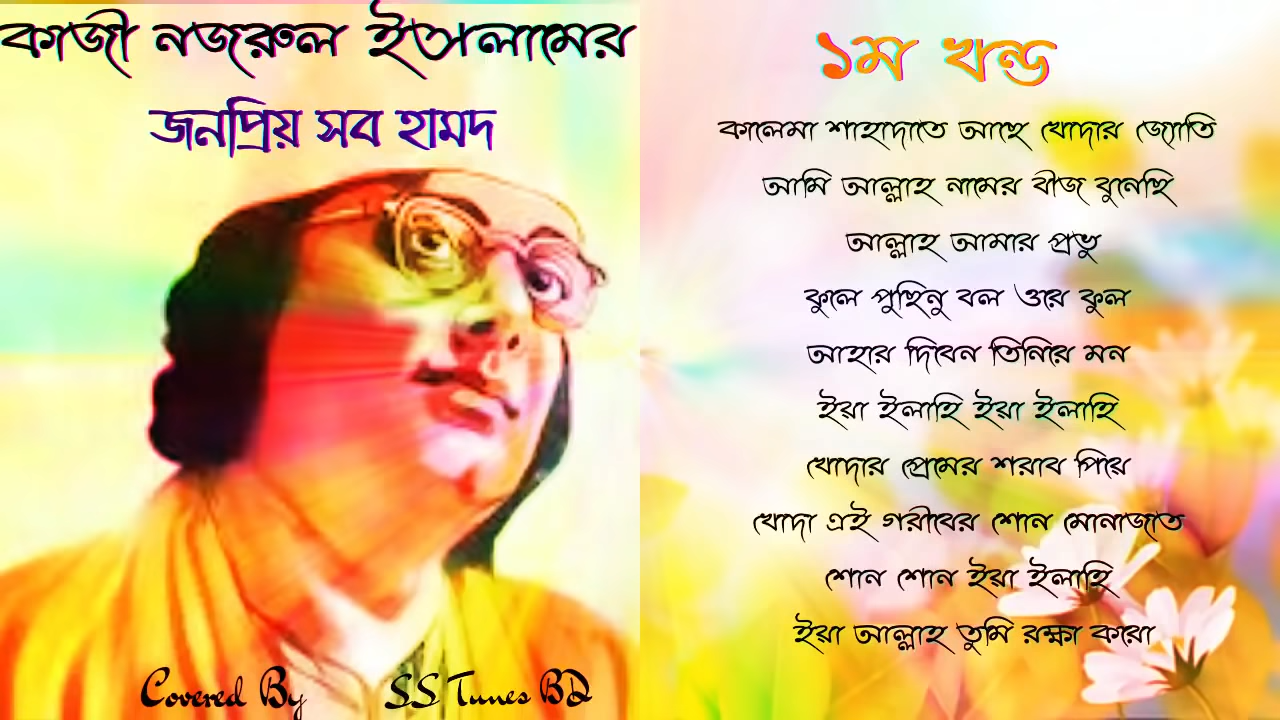 কাজী নজরুল ইসলামের
জনপ্রিয় সব হামদ
Covered By SS Tunes BD
১ম খন্ড
কালেমা শাহাদাতে আছে খোদার জ্যোতি
আমি আল্লাহ নামের বীজ বুনেছি
আল্লাহ আমার প্রভু
কুলে পুছিনু বল ওরে কুল
আহার দিবেন তিনিরে মন
ইয়া ইলাহি ইয়া ইলাহি
খোদার প্রেমের শরাব পিয়ে
খোদা এই গরীবের শোন মোনাজাত
শোন শোন ইয়া ইলাহি
ইয়া আল্লাহ তুমি রক্ষা করো